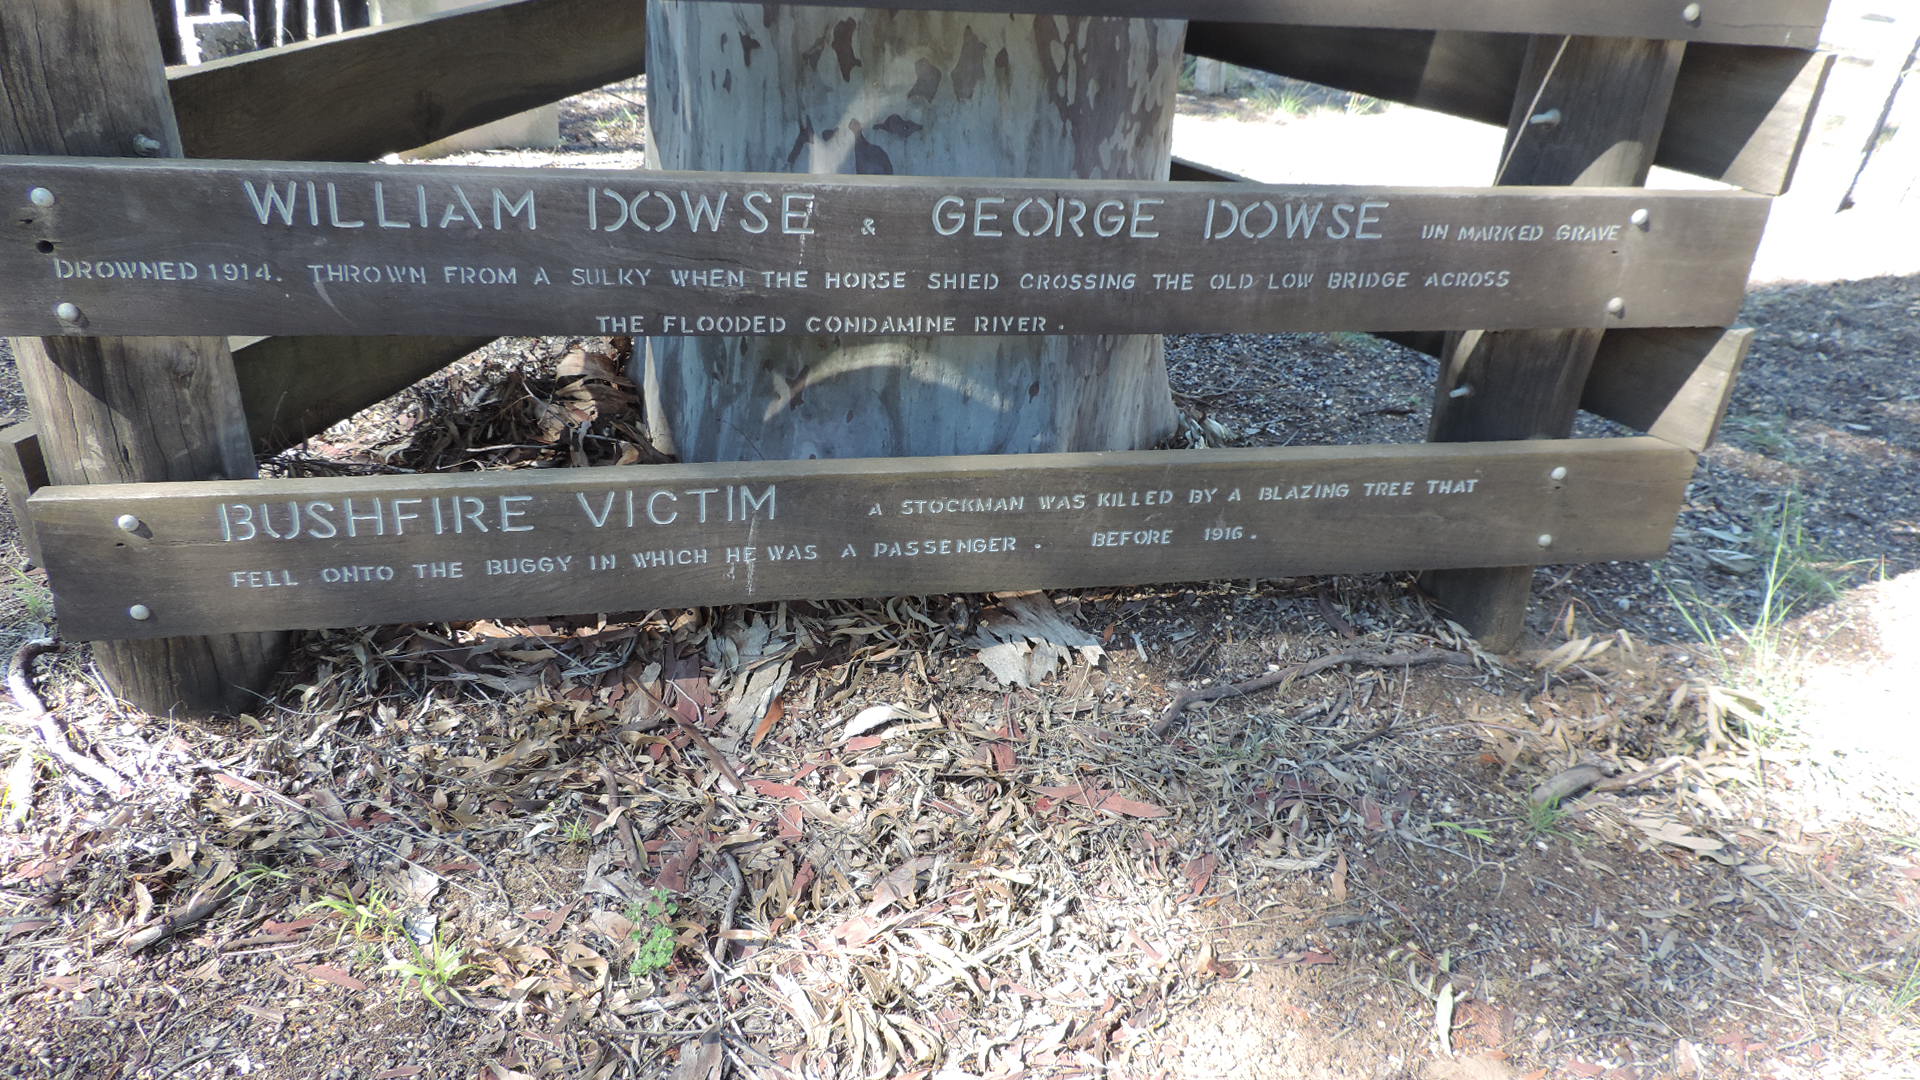 WILLIAM DOWSE & GEORGE DOWSE UN MARKED GRAVE
DROWNED 1914. THROWN FROM A SULKY WHEN THE HORSE SHIED CROSSING THE OLD LOW BRIDGE ACROSS
THE FLOODED CONDAMINE RIVER.
BUSHFIRE VICTIM A STOCKMAN WAS KILLED BY A BLAZING TREE THAT
FELL ONTO THE BUGGY IN WHICH HE WAS A PASSENGER. BEFORE 1916.